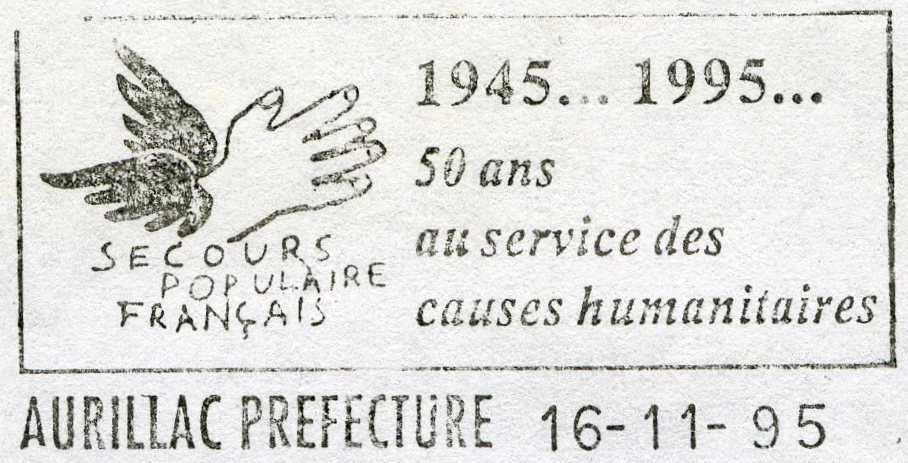 SECOURS
POPULAIRE
FRANÇAIS
1945... 1995...
50 ans
au service des
causes humanitaires
AURILLAC PREFECTURE 16-11-95